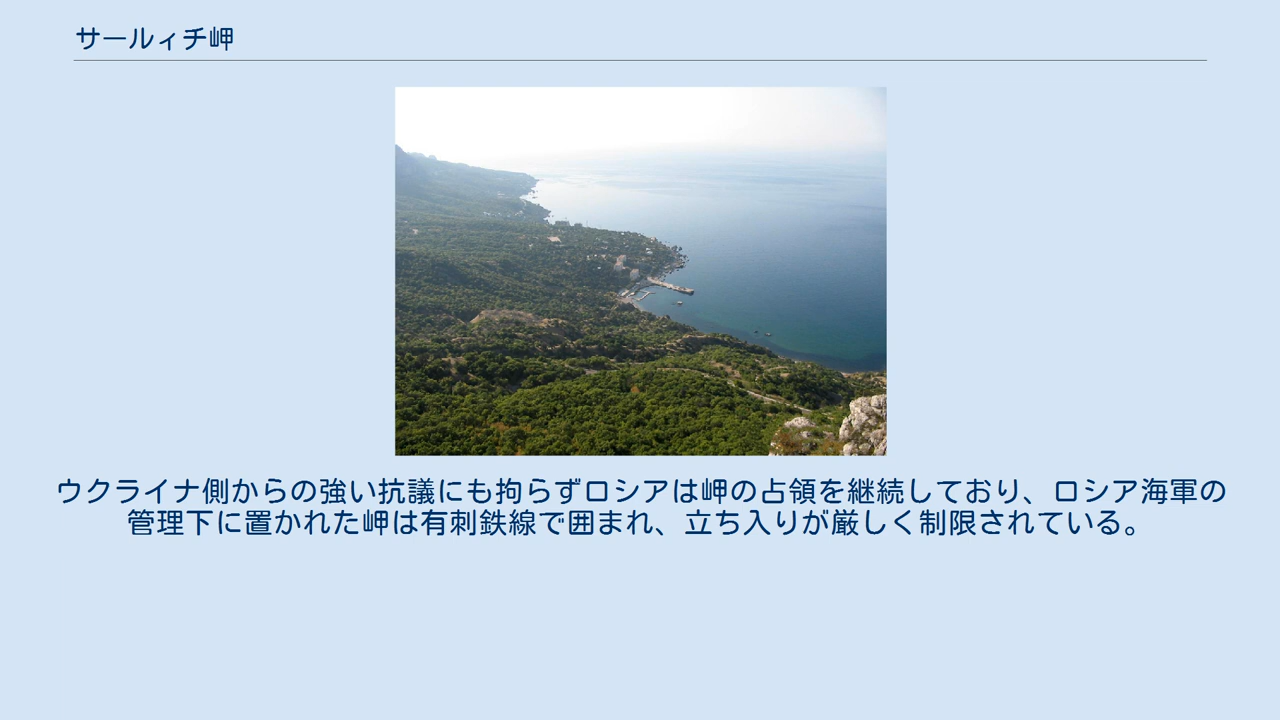 サールィチ岬
ウクライナ側からの強い抗議にも拘らずロシアは岬の占領を継続しており、ロシア海軍の
管理下に置かれた岬は有刺鉄線で囲まれ、立ち入りが厳しく制限されている。